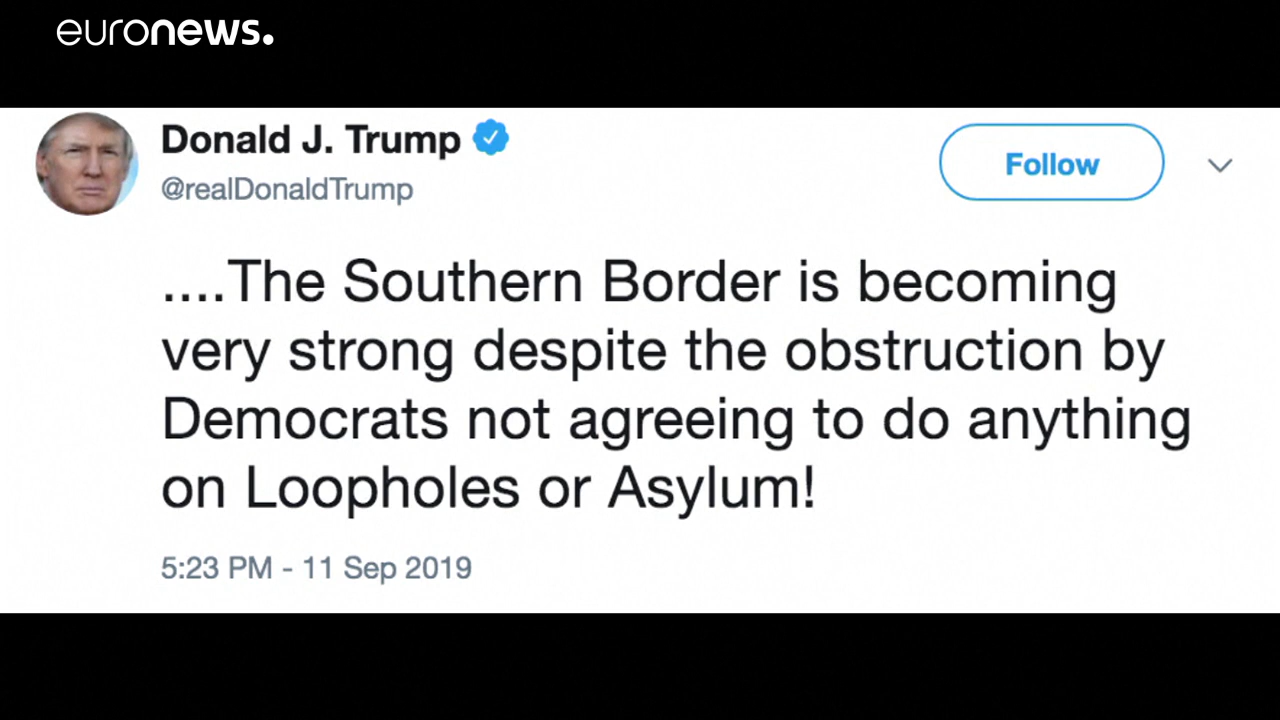 euronews.
Donald J. Trump
@realDonaldTrump
Follow
....The Southern Border is becoming
very strong despite the obstruction by
Democrats not agreeing to do anything
on Loopholes or Asylum!
5:23 PM - 11 Sep 2019